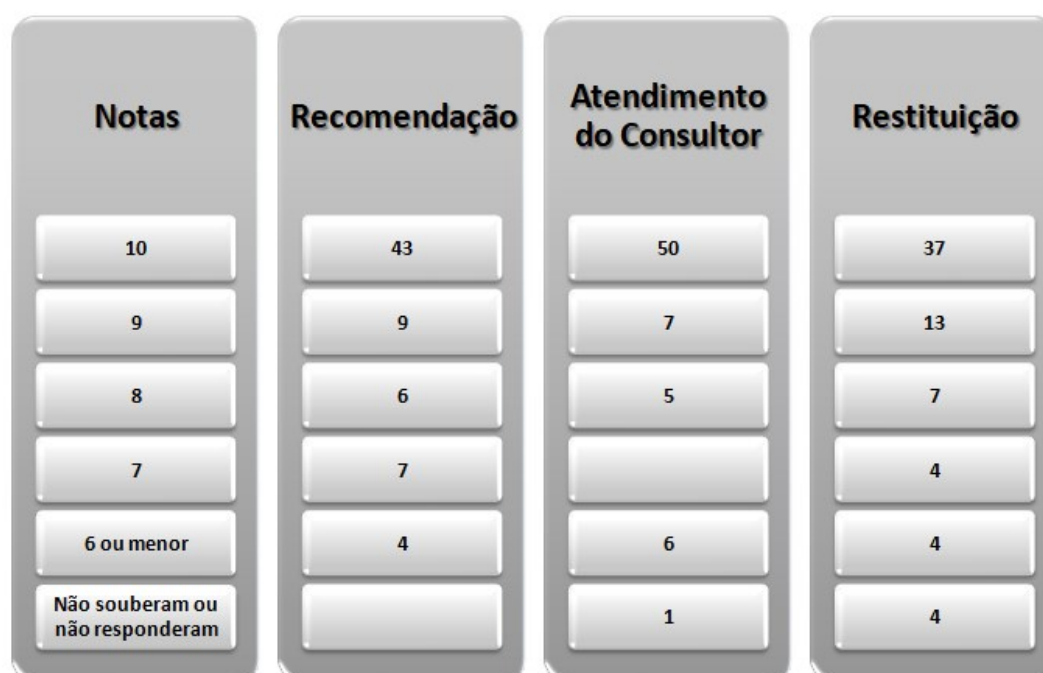 Notas
Recomendação
Atendimento
do Consultor
Restituição
10
43
50
37
9
9
7
13
8
6
5
7
7
7
4
6 ou menor
4
6
4
Não souberam ou
não responderam
1
4